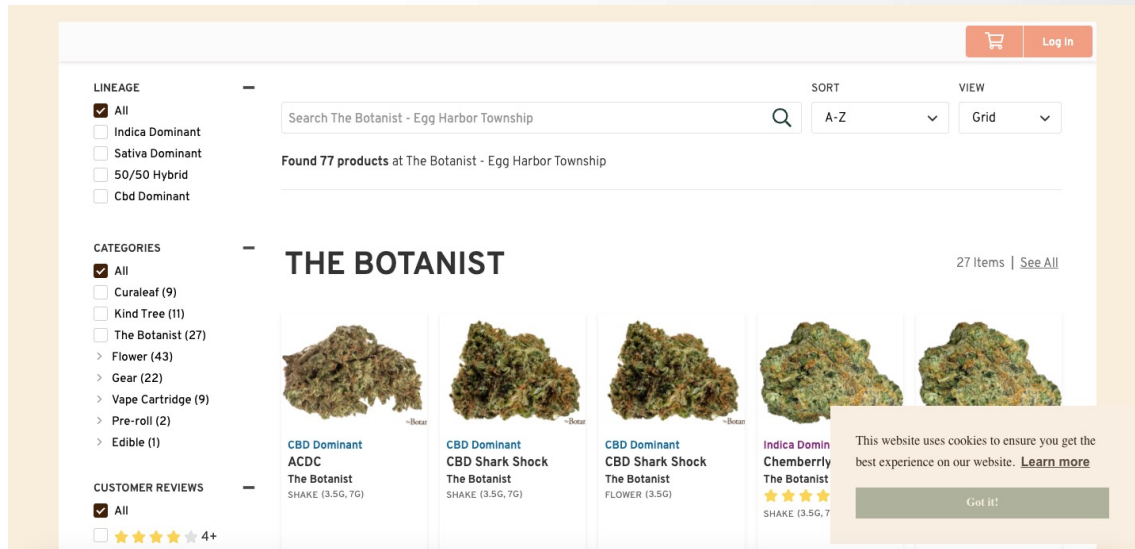 Log in
LINEAGE
All
Indica Dominant
Sativa Dominant
50/50 Hybrid
Cbd Dominant
SORT
VIEW
Search The Botanist - Egg Harbor Township
A-Z
Grid
Found 77 products at The Botanist - Egg Harbor Township
CATEGORIES
All
Curaleaf (9)
Kind Tree (11)
The Botanist (27)
Flower (43)
Gear (22)
Vape Cartridge (9)
Pre-roll (2)
Edible (1)
CUSTOMER REVIEWS
All
4+
THE BOTANIST
27 Items | See All
CBD Dominant
ACDC
The Botanist
SHAKE (3.5G, 7G)
CBD Dominant
CBD Shark Shock
The Botanist
SHAKE (3.5G, 7G)
CBD Dominant
CBD Shark Shock
The Botanist
FLOWER (3.5G)
Indica Domin
Chemberrly
The Botanist
SHAKE (3.5G, 7
This website uses cookies to ensure you get the
best experience on our website. Learn more
Got it!